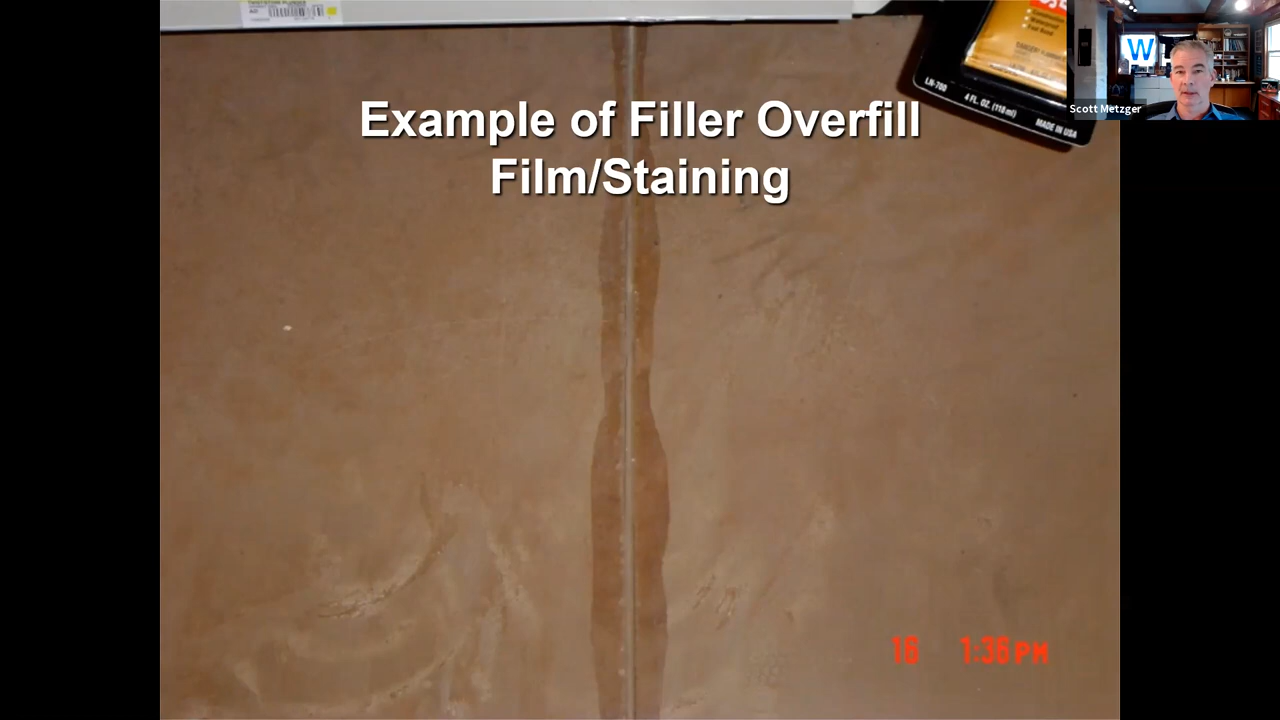 Example of Filler Overfill
Film/Staining
LN-700
4 FL. OZ. (118 ml)
MADE IN USA
W
Scott Metzger
16 1:36 PM